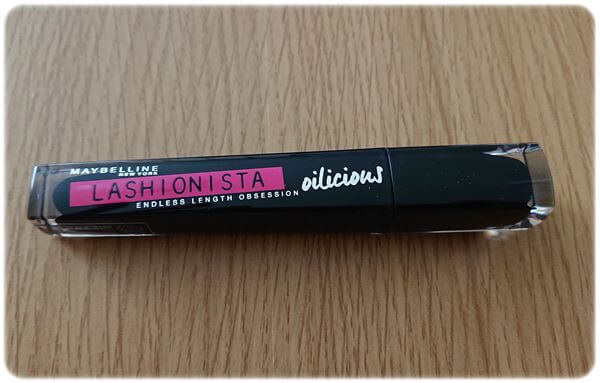 MAYBELLINE
NEW YORK
LASHIONISTA
oilicious
ENDLESS LENGTH OBSESSION